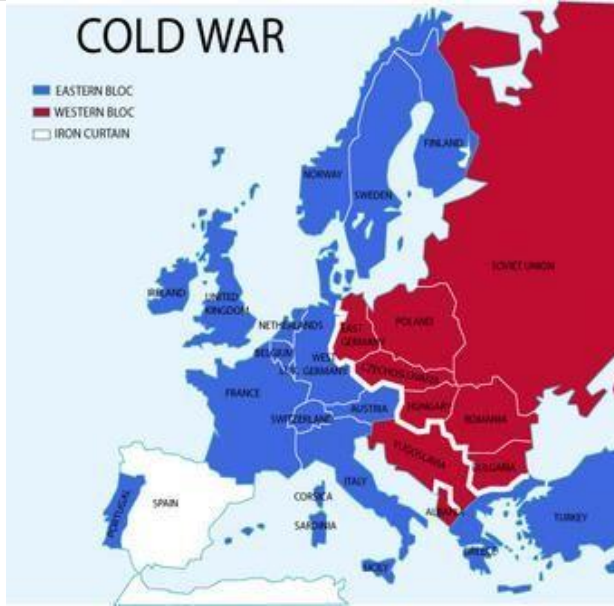 COLD WAR
EASTERN BLOC
WESTERN BLOC
IRON CURTAIN
FINLAND
NORWAY
SWEDEN
SOVIET UNION
IRELAND
UNITED
KINGDOM
NETHERLANDS
EAST
GERMANY
POLAND
BELGIUM
WEST
GERMANY
LUX.
CZECHOSLOVAKIA
FRANCE
AUSTRIA
HUNGARY
SWITZERLAND
ROMANIA
YUGOSLAVIA
BULGARIA
ITALY
PORTUGAL
SPAIN
CORSICA
SARDINIA
ALBANIA
TURKEY
GREECE
SICILY